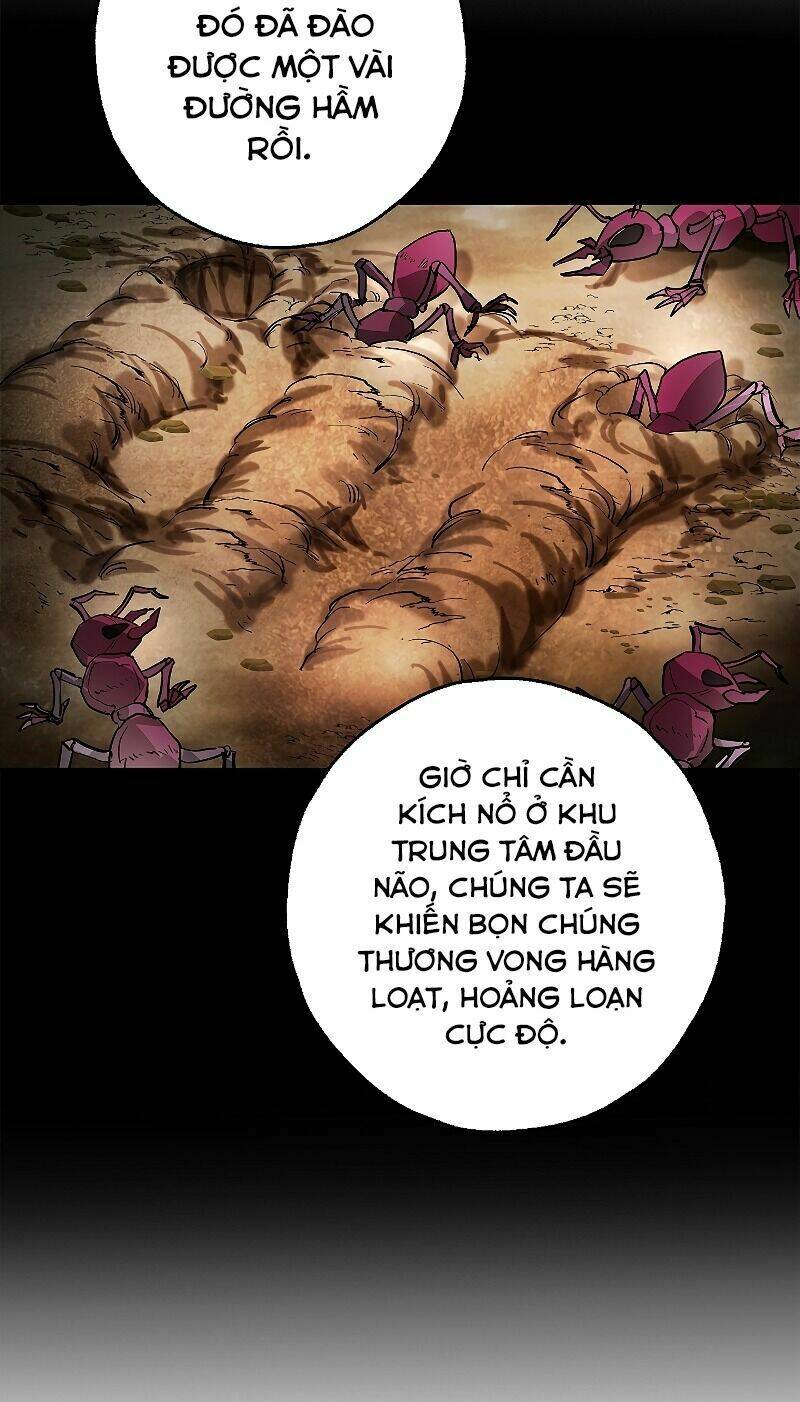 ĐÓ ĐÃ ĐÀO
ĐƯỢC MỘT VÀI
ĐƯỜNG HẦM
RỒI.
GIỜ CHỈ CẦN
KÍCH NỔ Ở KHU
TRUNG TÂM ĐẦU
NÃO, CHÚNG TA SẼ
KHIẾN BỌN CHÚNG
THƯƠNG VONG HÀNG
LOẠT, HOẢNG LOẠN
CỰC ĐỘ.